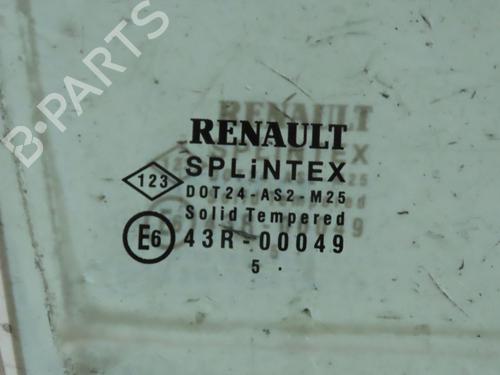 B-PARTS
RENAULT
SPLiNTEX
123
DOT24-AS2-M25
Solid Tempered
E6 43R-00049
5 .